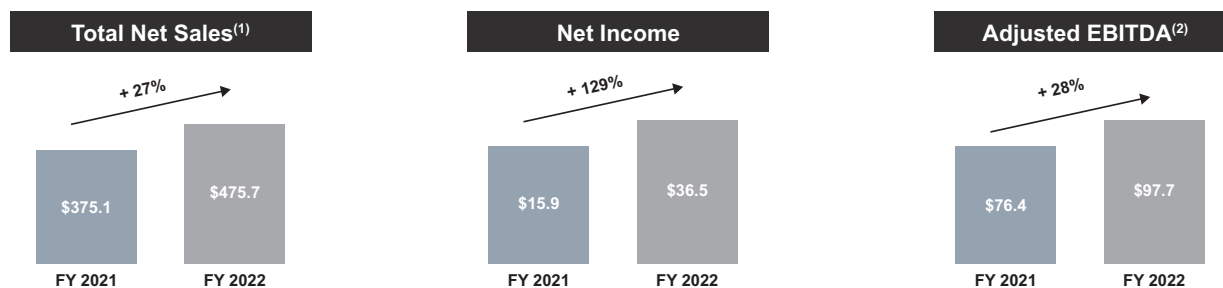 Total Net Sales(1)
+ 27%
$375.1
$475.7
FY 2021
FY 2022
Net Income
+ 129%
$15.9
$36.5
FY 2021
FY 2022
Adjusted EBITDA(2)
+ 28%
$76.4
$97.7
FY 2021
FY 2022